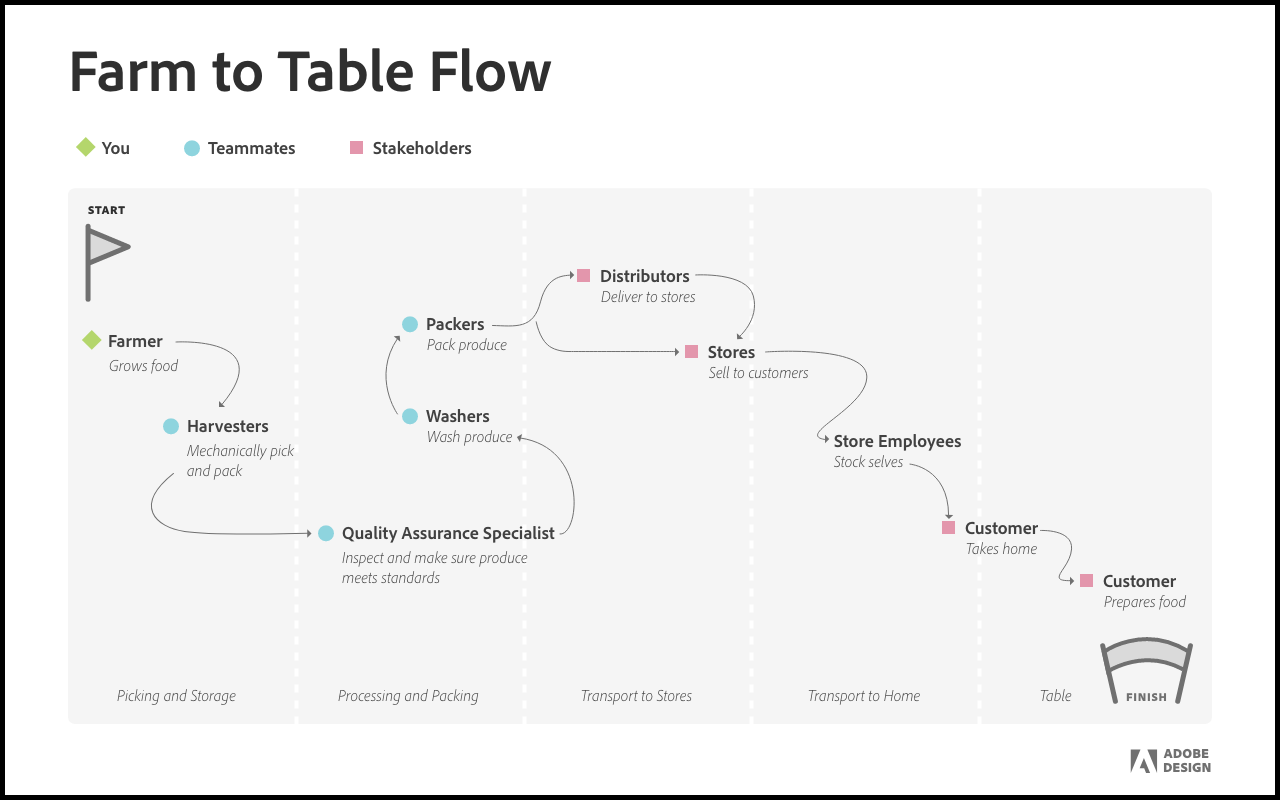 Farm to Table Flow
You
Teammates
Stakeholders
START
Farmer
Grows food
Harvesters
Mechanically pick
and pack
Quality Assurance Specialist
Inspect and make sure produce
meets standards
Washers
Wash produce
Packers
Pack produce
Distributors
Deliver to stores
Stores
Sell to customers
Store Employees
Stock selves
Customer
Takes home
Customer
Prepares food
Picking and Storage
Processing and Packing
Transport to Stores
Transport to Home
Table
FINISH
ADOBE
DESIGN